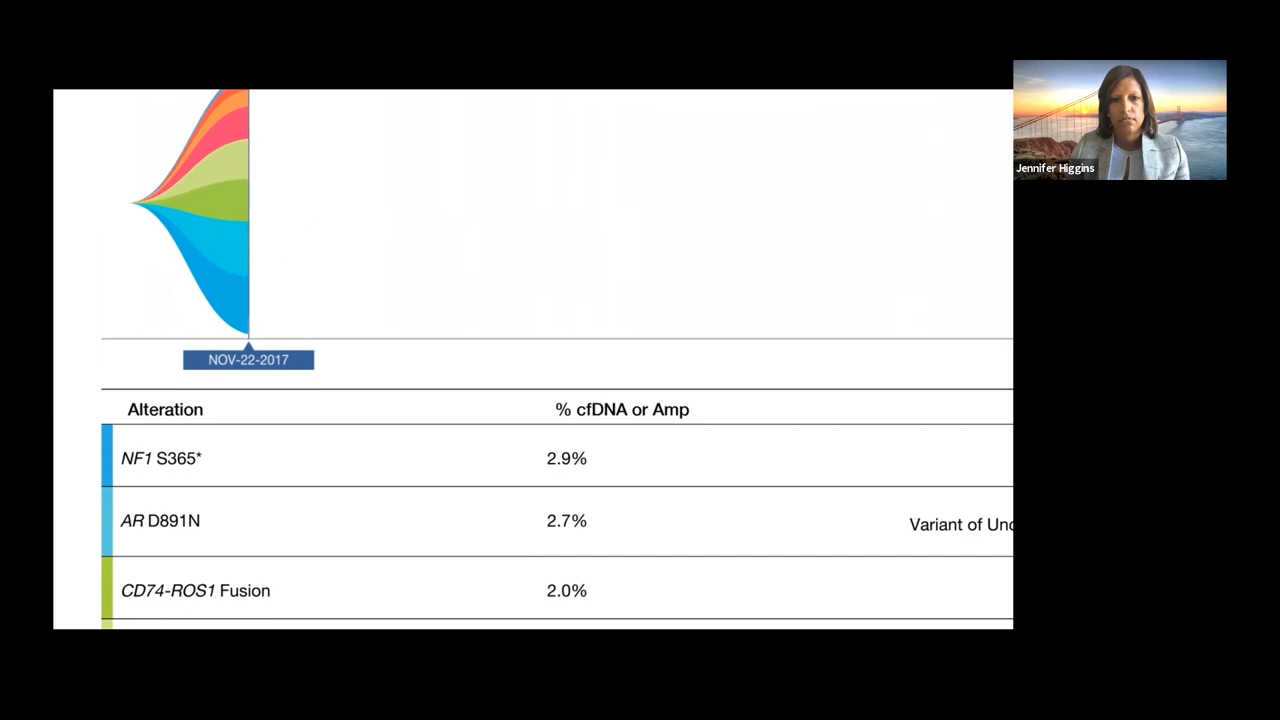 Jennifer Higgins
NOV-22-2017
Alteration % cfDNA or Amp
NF1 S365* 2.9%
AR D891N 2.7% Variant of Unc
CD74-ROS1 Fusion 2.0%